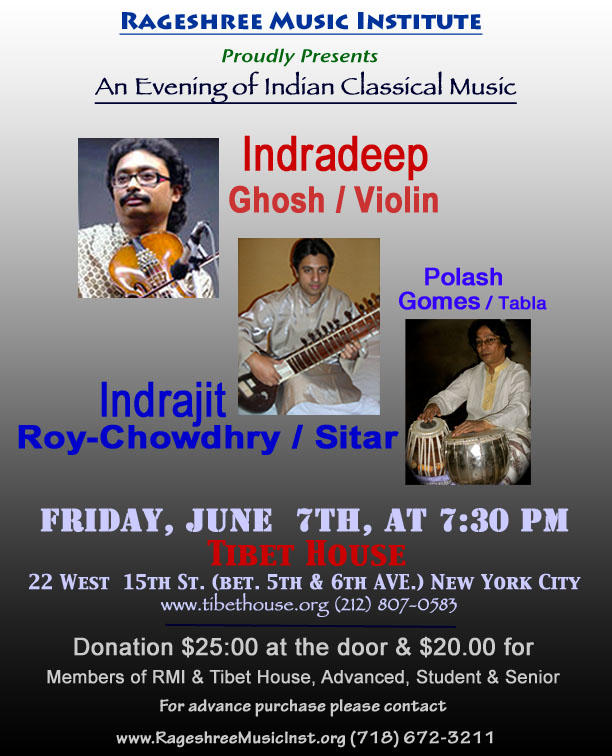 Rageshree Music Institute
Proudly Presents
An Evening of Indian Classical Music
Indradeep
Ghosh / Violin
Polash
Gomes / Tabla
Indrajit
Roy-Chowdhry / Sitar
Friday, June 7th, at 7:30 pm
Tibet House
22 West 15th St. (bet. 5th & 6th AVE.) New York City
www.tibethouse.org (212) 807-0583
Donation $25:00 at the door & $20.00 for
Members of RMI & Tibet House, Advanced, Student & Senior
For advance purchase please contact
www.RageshreeMusicInst.org (718) 672-3211